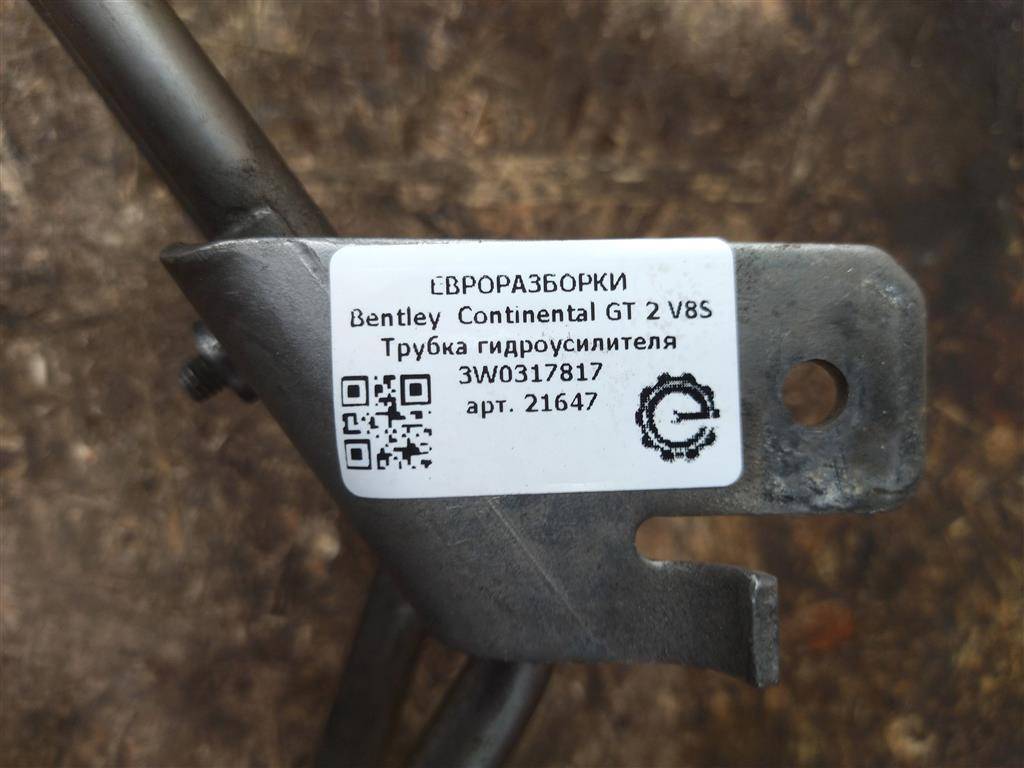 ЕВРОРАЗБОРКИ
Bentley Continental GT 2 V8S
Трубка гидроусилителя
3W0317817
арт. 21647